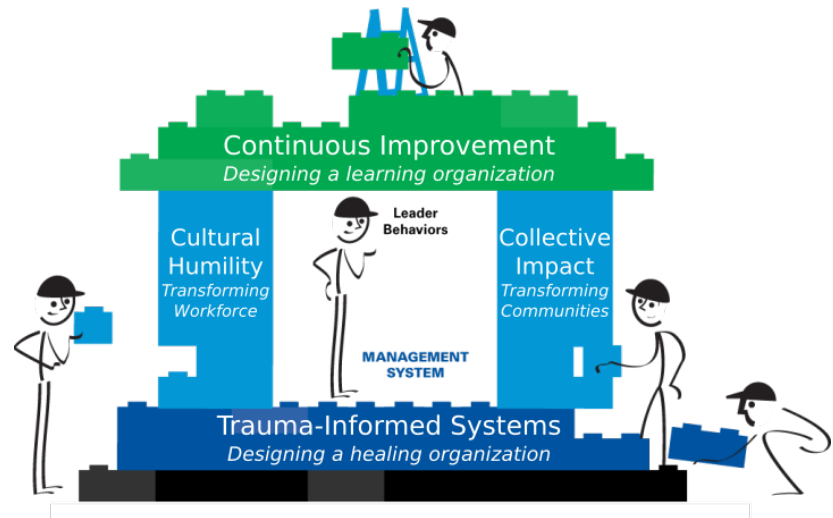 Continuous Improvement
Designing a learning organization
Leader
Behaviors
Cultural
Humility
Transforming
Workforce
Collective
Impact
Transforming
Communities
MANAGEMENT
SYSTEM
Trauma-Informed Systems
Designing a healing organization